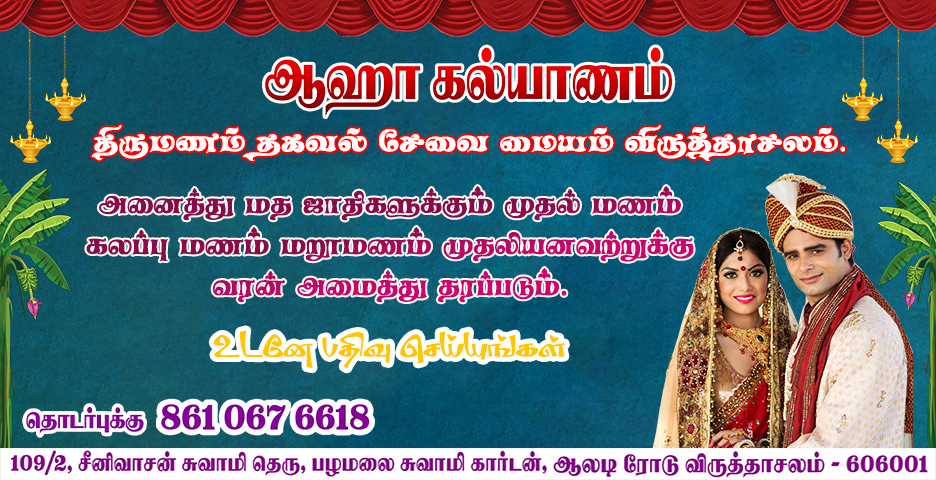 ஆஹா கல்யாணம்
திருமணம் தகவல் சேவை மையம் விருத்தாசலம்.
அனைத்து மத ஜாதிகளுக்கும் முதல் மணம்
கலப்பு மணம் மறுமணம் முதலியனவற்றுக்கு
வரன் அமைத்து தரப்படும்.
உடனே பதிவு செய்யுங்கள்
தொடர்புக்கு 861 067 6618
109/2, சீனிவாசன் சுவாமி தெரு, பழமலை சுவாமி கார்டன், ஆலடி ரோடு விருத்தாசலம் - 606001